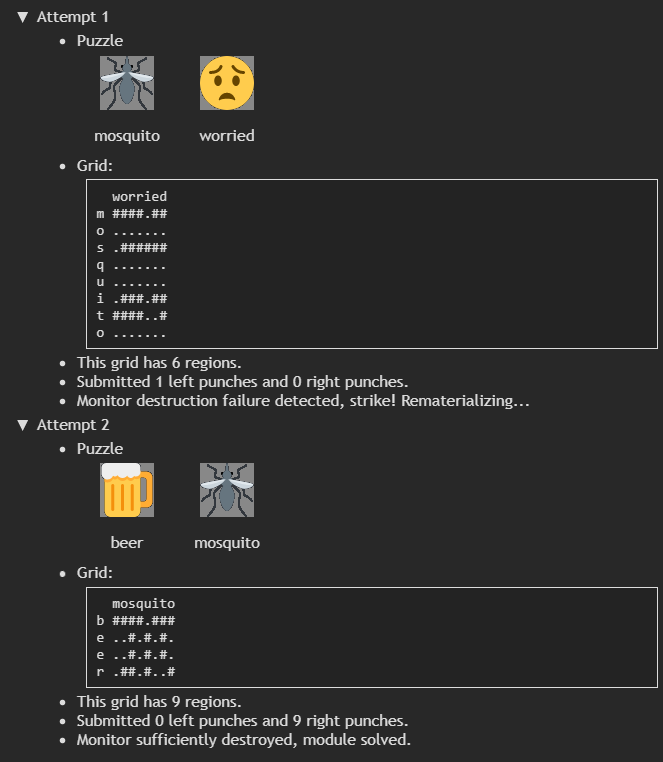 ▼ Attempt 1
• Puzzle
mosquito worried
• Grid:
  worried
m ####.##
o .......
s .######
q .......
u .......
i .###.##
t ####..#
o .......
• This grid has 6 regions.
• Submitted 1 left punches and 0 right punches.
• Monitor destruction failure detected, strike! Rematerializing...
▼ Attempt 2
• Puzzle
beer mosquito
• Grid:
  mosquito
b ####.###
e ..#.#.#.
e ..#.#.#.
r .##.#..#
• This grid has 9 regions.
• Submitted 0 left punches and 9 right punches.
• Monitor sufficiently destroyed, module solved.